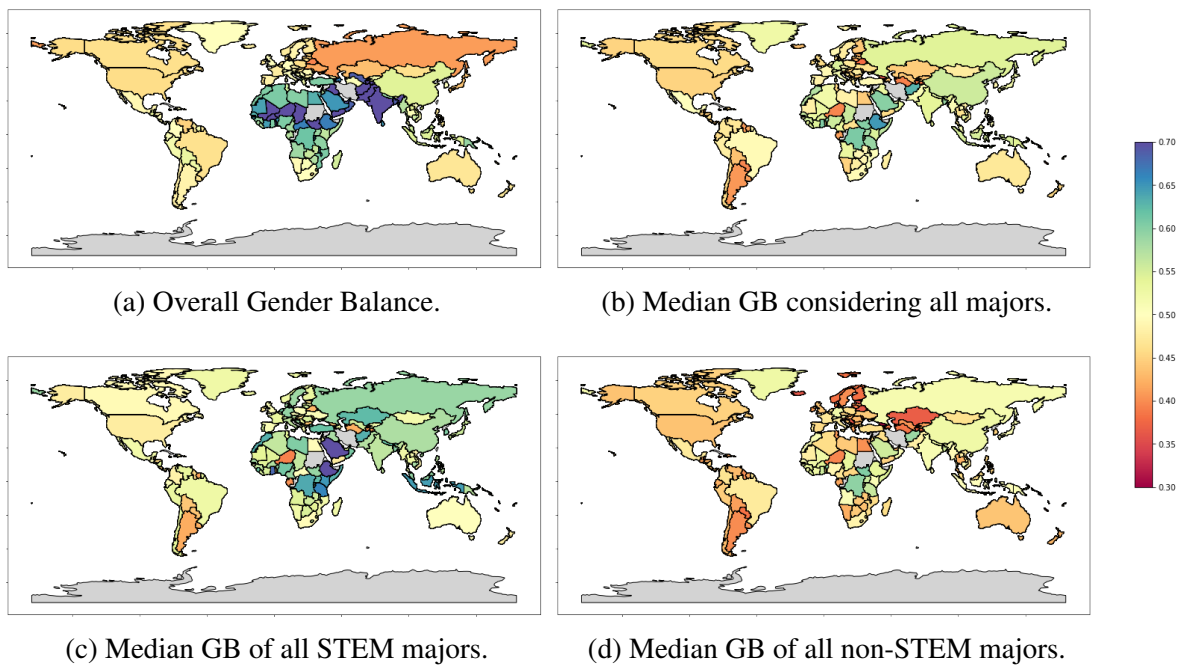 (a) Overall Gender Balance.
(b) Median GB considering all majors.
0.70
0.65
0.60
0.55
0.50
0.45
0.40
0.35
0.30
(c) Median GB of all STEM majors.
(d) Median GB of all non-STEM majors.